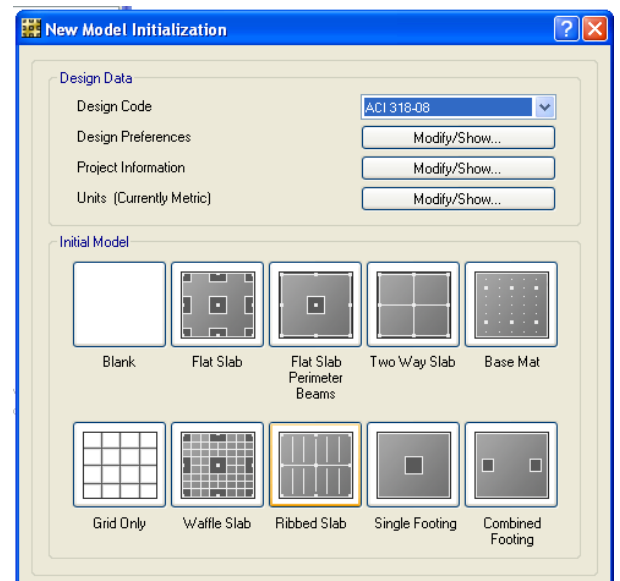 New Model Initialization
Design Data
Design Code
ACI 318-08
Design Preferences
Modify/Show...
Project Information
Modify/Show...
Units (Currently Metric)
Modify/Show...
Initial Model
Blank
Flat Slab
Flat Slab
Perimeter
Beams
Two Way Slab
Base Mat
Grid Only
Waffle Slab
Ribbed Slab
Single Footing
Combined
Footing